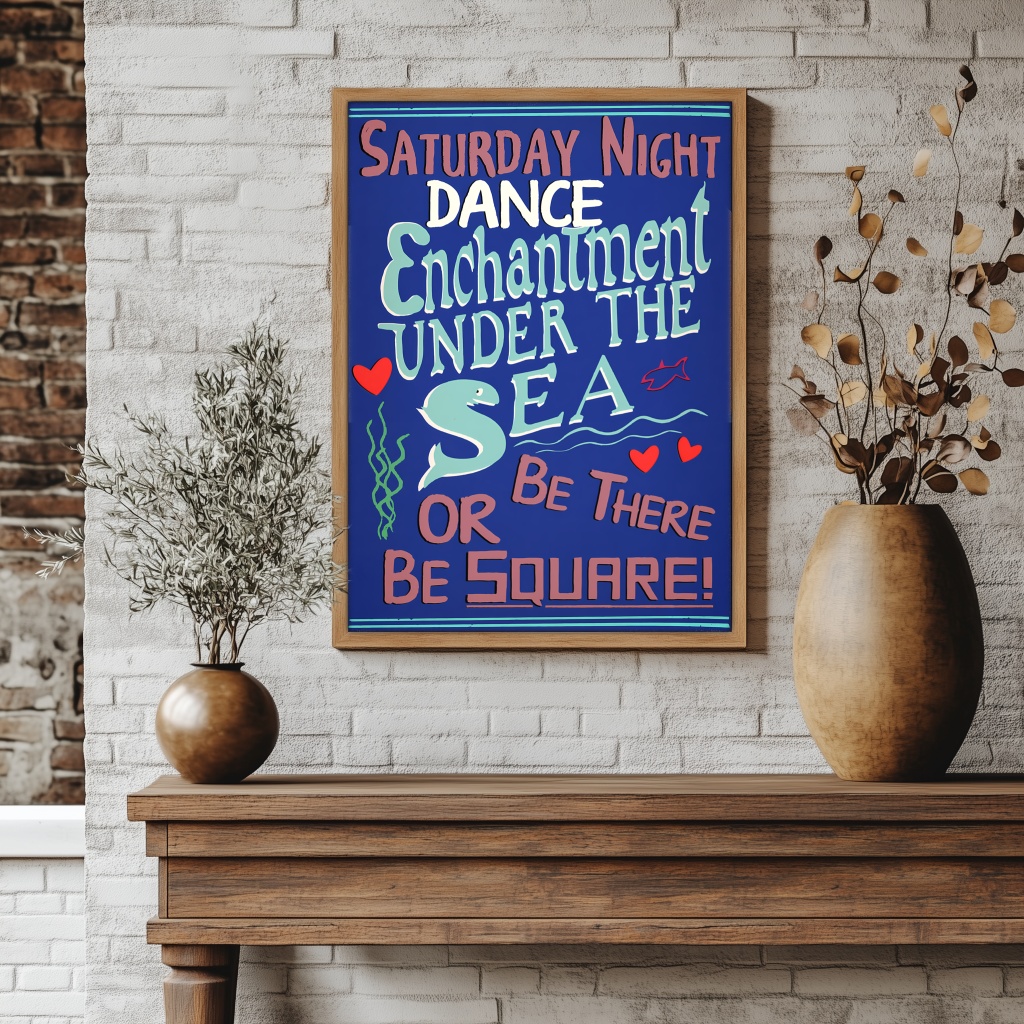 SATURDAY NIGHT
DANCE
Enchantment
UNDER THE
SEA
BE THERE
OR
BE SQUARE!